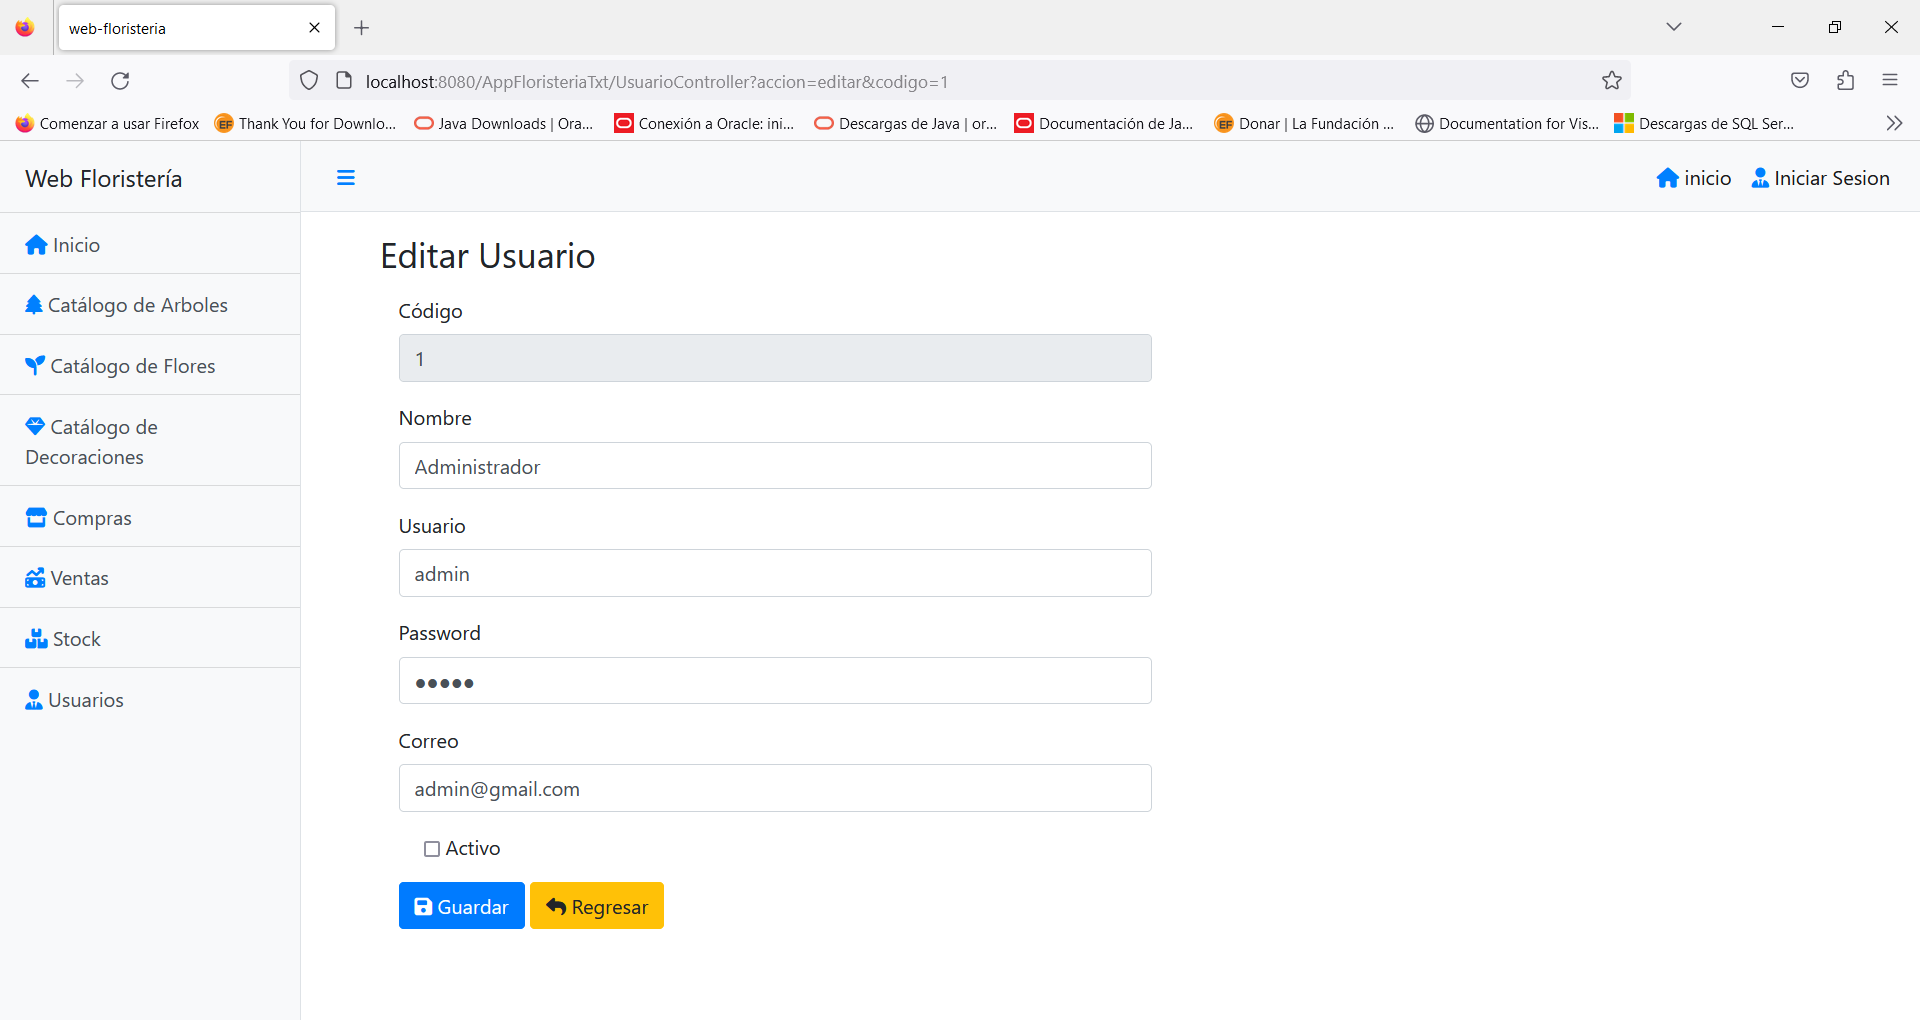 web-floristeria
localhost:8080/AppFloristeriaTxt/UsuarioController?accion=editar&codigo=1
Comenzar a usar Firefox
EF Thank You for Downlo...
Java Downloads | Ora...
Conexión a Oracle: ini...
Descargas de Java | or...
Documentación de Ja...
EF Donar | La Fundación ...
Documentation for Vis...
Descargas de SQL Ser...
Web Floristería
inicio
Iniciar Sesion
Inicio
Catálogo de Arboles
Catálogo de Flores
Catálogo de
Decoraciones
Compras
Ventas
Stock
Usuarios
Editar Usuario
Código
1
Nombre
Administrador
Usuario
admin
Password
●●●●●
Correo
admin@gmail.com
Activo
Guardar
Regresar